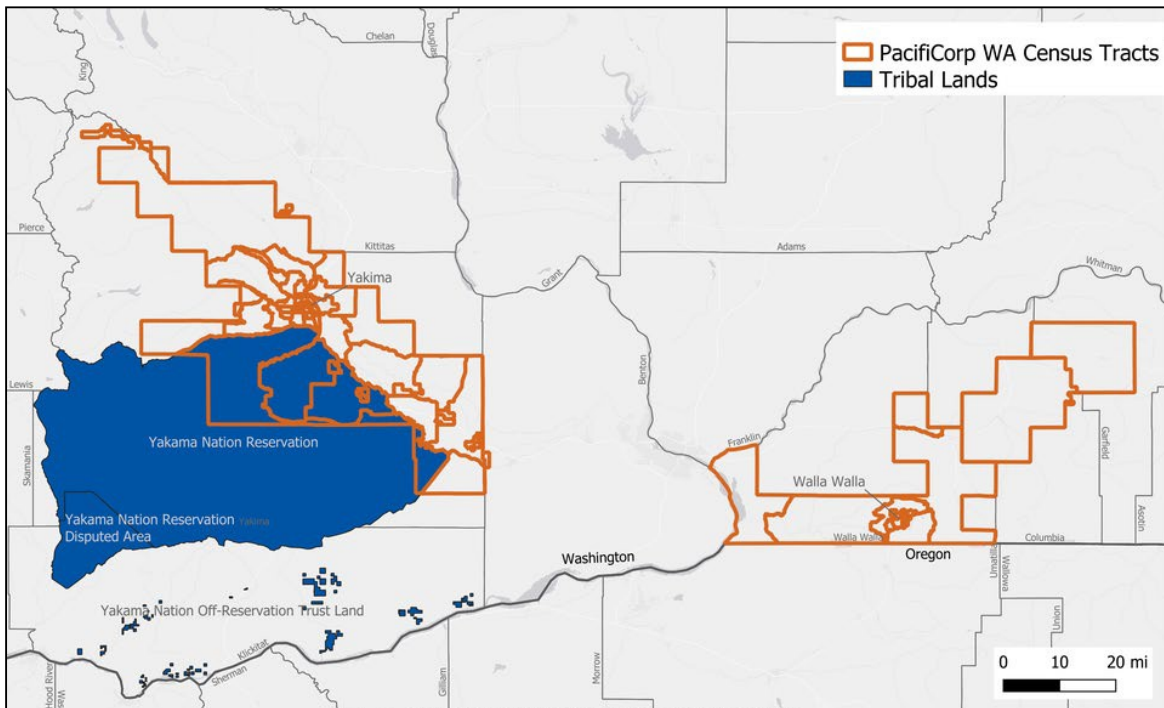 Chelan
Douglas
King
PacifiCorp WA Census Tracts
Tribal Lands
Pierce
Kittitas
Adams
Whitman
Grant
Yakima
Lewis
Benton
Yakama Nation Reservation
Franklin
Garfield
Skamania
Walla Walla
Asotin
Yakama Nation Reservation
Disputed Area
Yakima
Washington
Walla Walla
Oregon
Columbia
Umatilla
Wallowa
Yakama Nation Off-Reservation Trust Land
Union
Klickitat
Sherman
Gilliam
Morrow
Hood River
Was
0 10 20 mi